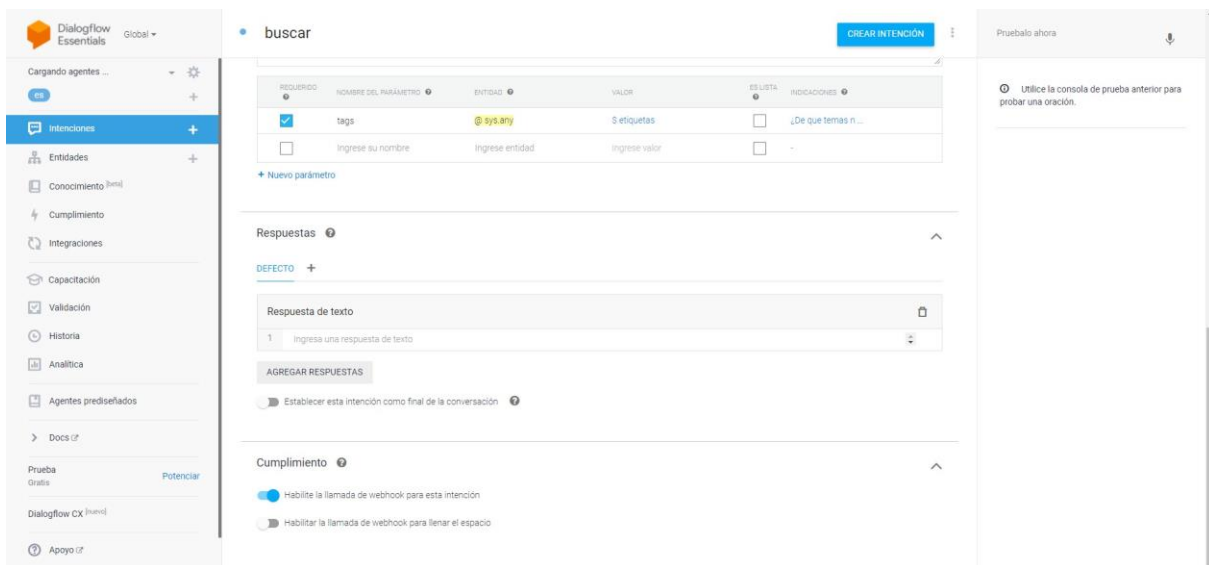 Dialogflow
Essentials
Global
Cargando agentes ...
es
Intenciones
Entidades
Conocimiento [beta]
Cumplimiento
Integraciones
Capacitación
Validación
Historia
Analítica
Agentes prediseñados
Docs
Prueba
Gratis
Potenciar
Dialogflow CX [nuevo]
Apoyo
buscar
CREAR INTENCIÓN
REQUERIDO NOMBRE DEL PARÁMETRO ENTIDAD VALOR ES LISTA INDICACIONES
tags @ sys.any $ etiquetas ¿De que temas n ...
Ingrese su nombre Ingrese entidad Ingrese valor -
+ Nuevo parámetro
Respuestas
DEFECTO +
Respuesta de texto
1 Ingresa una respuesta de texto
AGREGAR RESPUESTAS
Establecer esta intención como final de la conversación
Cumplimiento
Habilite la llamada de webhook para esta intención
Habilitar la llamada de webhook para llenar el espacio
Pruebalo ahora
Utilice la consola de prueba anterior para
probar una oración.